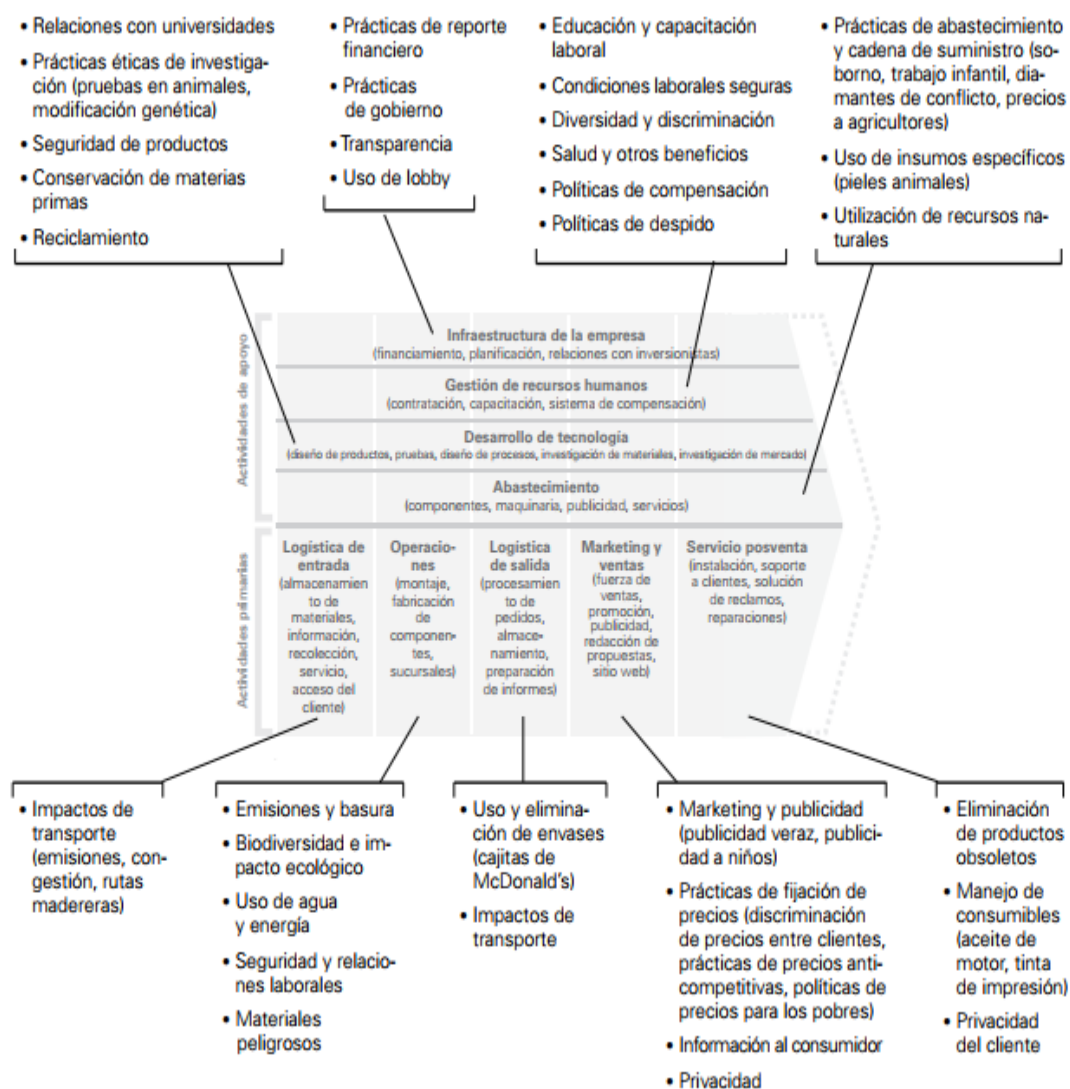 • Relaciones con universidades
• Prácticas éticas de investiga-
ción (pruebas en animales,
modificación genética)
• Seguridad de productos
• Conservación de materias
primas
• Reciclamiento
• Prácticas de reporte
financiero
• Prácticas
de gobierno
• Transparencia
• Uso de lobby
• Educación y capacitación
laboral
• Condiciones laborales seguras
• Diversidad y discriminación
• Salud y otros beneficios
• Políticas de compensación
• Políticas de despido
• Prácticas de abastecimiento
y cadena de suministro (so-
borno, trabajo infantil, dia-
mantes de conflicto, precios
a agricultores)
• Uso de insumos específicos
(pieles animales)
• Utilización de recursos na-
turales
Actividades de apoyo
Infraestructura de la empresa
(financiamiento, planificación, relaciones con inversionistas)
Gestión de recursos humanos
(contratación, capacitación, sistema de compensación)
Desarrollo de tecnología
(diseño de productos, pruebas, diseño de procesos, investigación de materiales, investigación de mercado)
Abastecimiento
(componentes, maquinaria, publicidad, servicios)
Actividades primarias
Logística de
entrada
(almacenamien
to de
materiales,
información,
recolección,
servicio,
acceso del
cliente)
Operacio-
nes
(montaje,
fabricación
de
componen-
tes,
sucursales)
Logística
de salida
(procesamien
to de
pedidos,
almace-
namiento,
preparación
de informes)
Marketing y
ventas
(fuerza de
ventas,
promoción,
publicidad,
redacción de
propuestas,
sitio web)
Servicio posventa
(instalación, soporte
a clientes, solución
de reclamos,
reparaciones)
• Impactos de
transporte
(emisiones, con-
gestión, rutas
madereras)
• Emisiones y basura
• Biodiversidad e im-
pacto ecológico
• Uso de agua
y energía
• Seguridad y relacio-
nes laborales
• Materiales
peligrosos
• Uso y elimina-
ción de envases
(cajitas de
McDonald's)
• Impactos de
transporte
• Marketing y publicidad
(publicidad veraz, publici-
dad a niños)
• Prácticas de fijación de
precios (discriminación
de precios entre clientes,
prácticas de precios anti-
competitivas, políticas de
precios para los pobres)
• Información al consumidor
• Privacidad
• Eliminación
de productos
obsoletos
• Manejo de
consumibles
(aceite de
motor, tinta
de impresión)
• Privacidad
del cliente